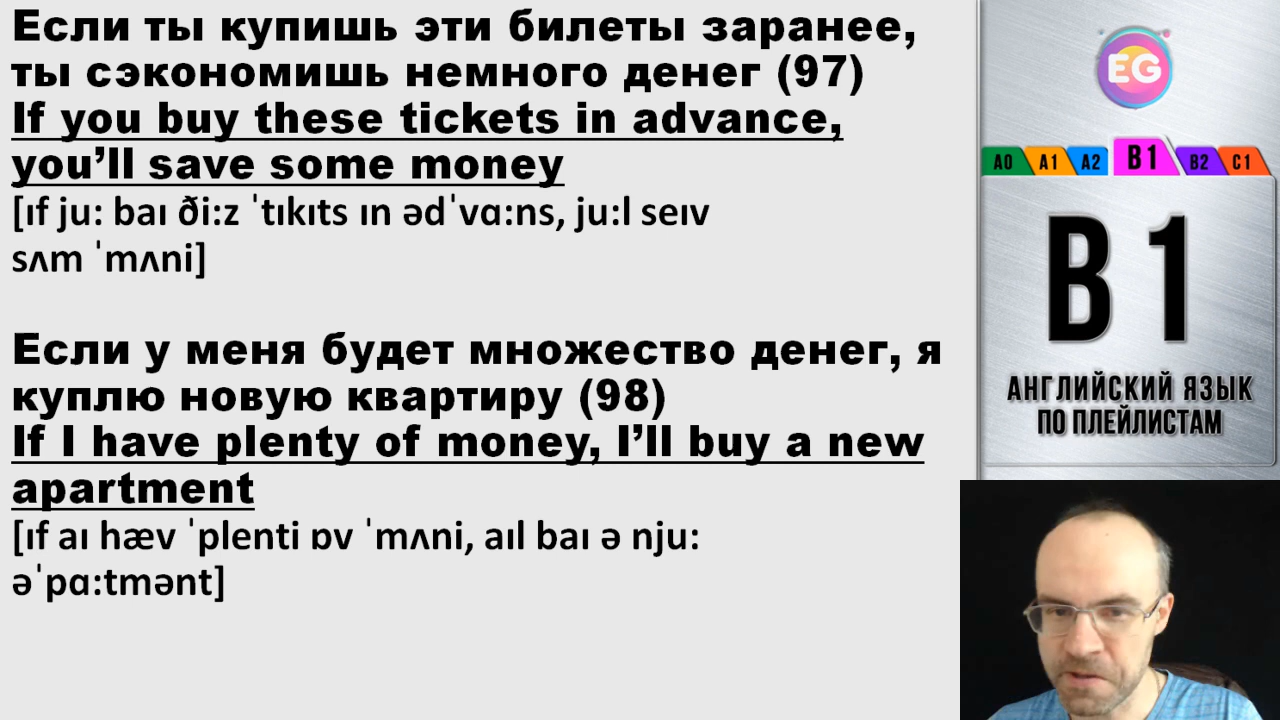 Если ты купишь эти билеты заранее,
ты сэкономишь немного денег (97)
If you buy these tickets in advance,
you’ll save some money
[ɪf ju: baɪ ði:z ˈtɪkɪts ɪn ədˈvɑ:ns, ju:l seɪv
sʌm ˈmʌni]
Если у меня будет множество денег, я
куплю новую квартиру (98)
If I have plenty of money, I’ll buy a new
apartment
[ɪf aɪ hæv ˈplenti ɒv ˈmʌni, aɪl baɪ ə nju:
əˈpɑ:tmənt]
EG
A0 A1 A2 B1 B2 C1
B1
АНГЛИЙСКИЙ ЯЗЫК
ПО ПЛЕЙЛИСТАМ